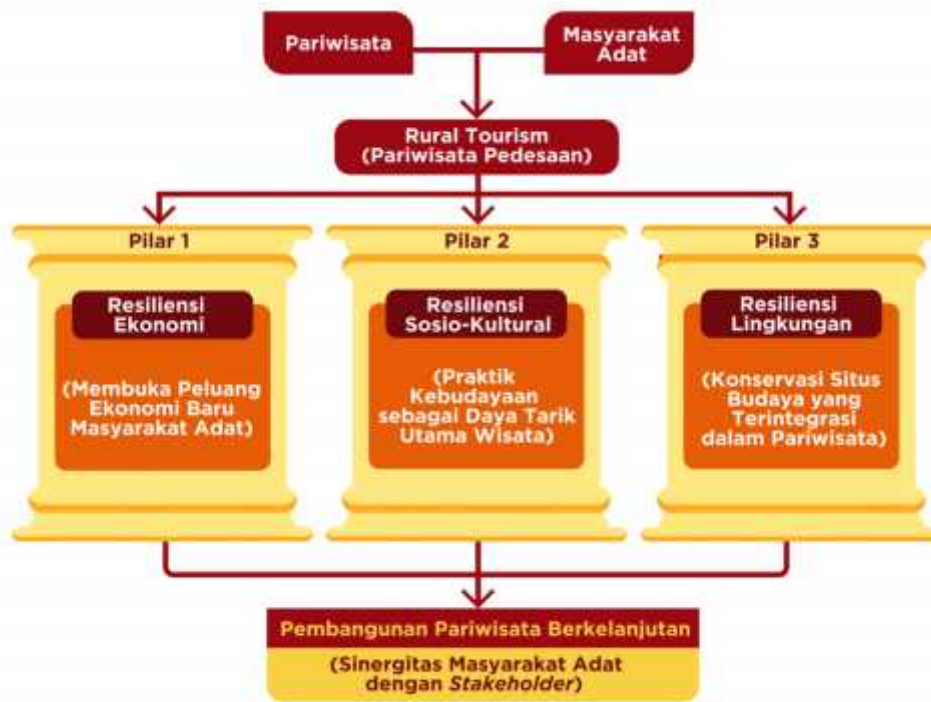 Pariwisata
Masyarakat
Adat
Rural Tourism
(Pariwisata Pedesaan)
Pilar 1
Resiliensi
Ekonomi
(Membuka Peluang
Ekonomi Baru
Masyarakat Adat)
Pilar 2
Resiliensi
Sosio-Kultural
(Praktik
Kebudayaan
sebagai Daya Tarik
Utama Wisata)
Pilar 3
Resiliensi
Lingkungan
(Konservasi Situs
Budaya yang
Terintegrasi
dalam Pariwisata)
Pembangunan Pariwisata Berkelanjutan
(Sinergitas Masyarakat Adat
dengan Stakeholder)